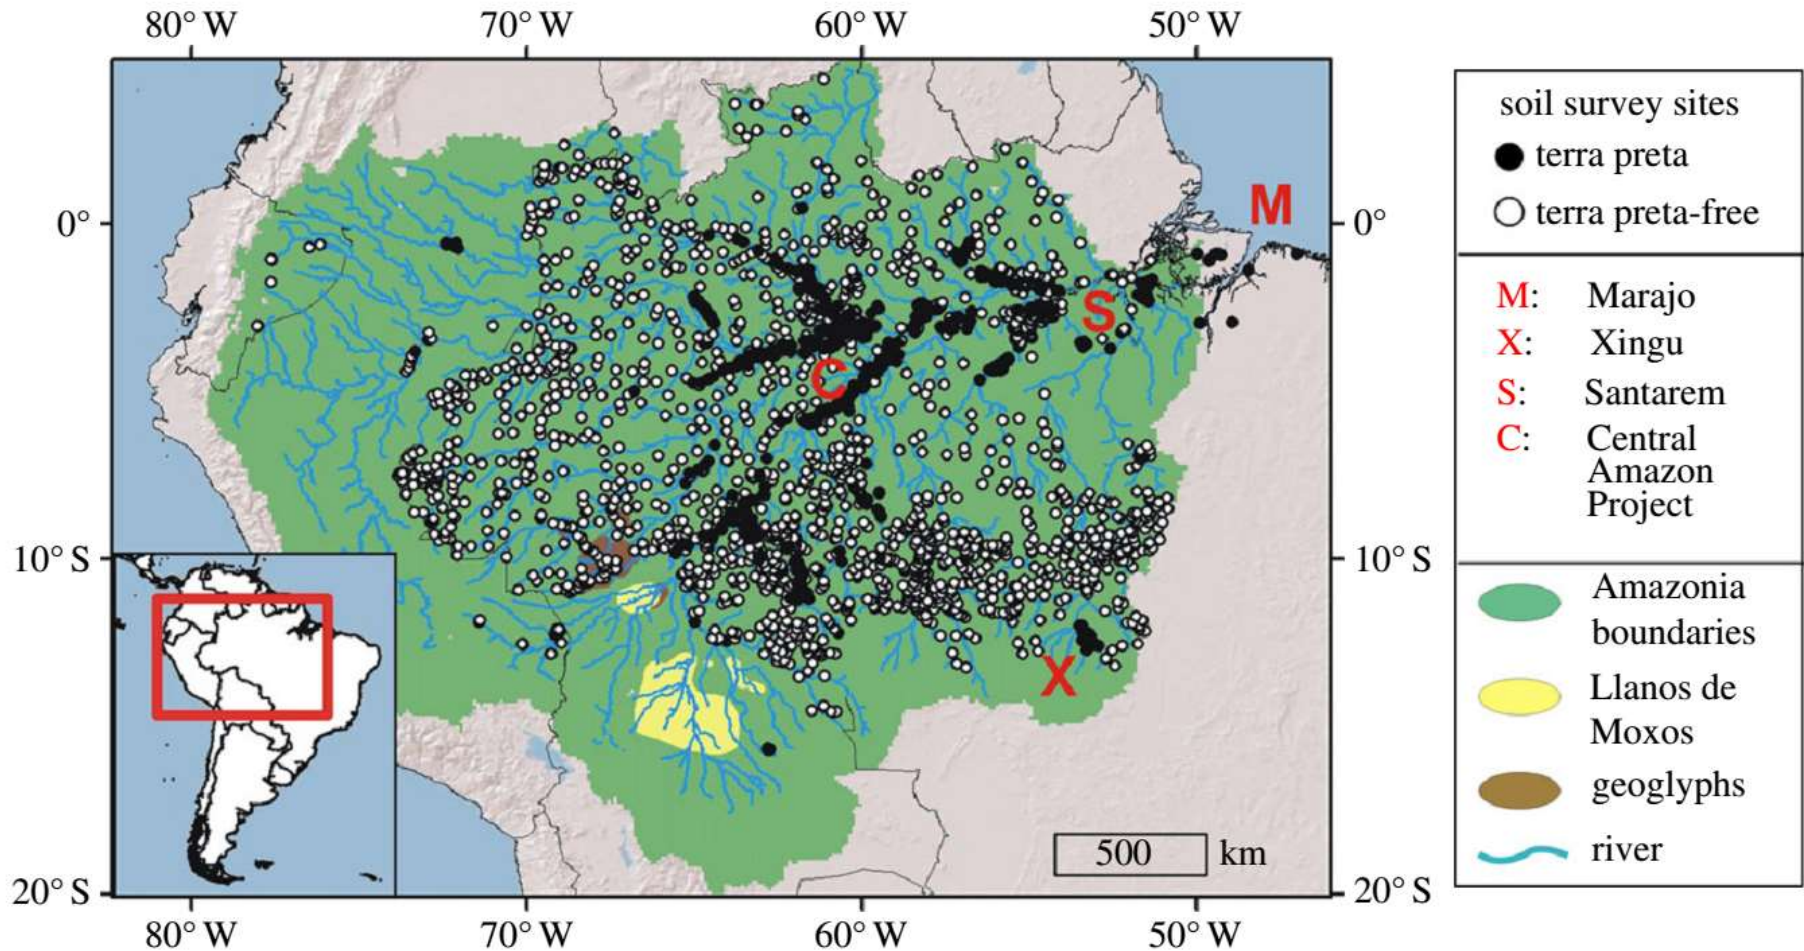 80° W 70° W 60° W 50° W
0° 0°
10° S 10° S
20° S 20° S
80° W 70° W 60° W 50° W
M
S
C
X
500 km
soil survey sites
terra preta
terra preta-free
M: Marajo
X: Xingu
S: Santarem
C: Central
Amazon
Project
Amazonia
boundaries
Llanos de
Moxos
geoglyphs
river